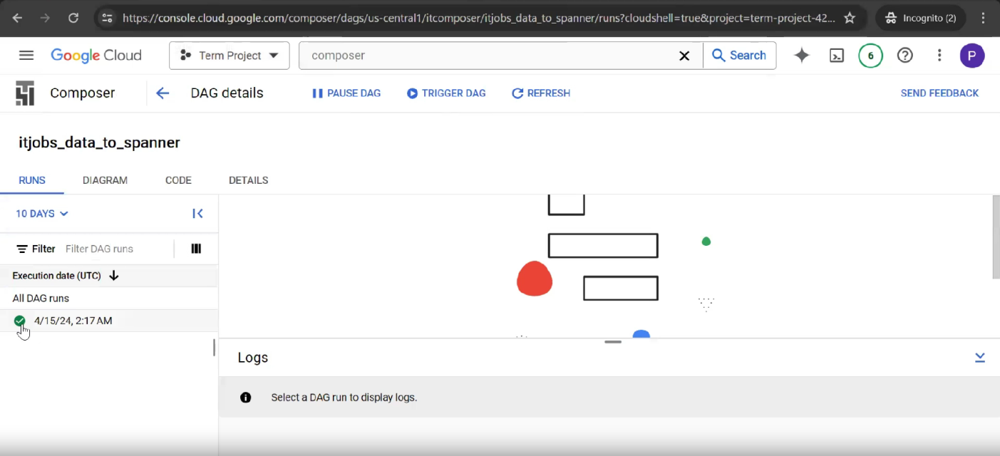 https://console.cloud.google.com/composer/dags/us-central1/itcomposer/itjobs_data_to_spanner/runs?cloudshell=true&project=term-project-42... Incognito (2)
Google Cloud Term Project composer Search 6 P
Composer DAG details PAUSE DAG TRIGGER DAG REFRESH SEND FEEDBACK
itjobs_data_to_spanner
RUNS DIAGRAM CODE DETAILS
10 DAYS
Filter Filter DAG runs
Execution date (UTC)
All DAG runs
4/15/24, 2:17 AM
Logs
Select a DAG run to display logs.